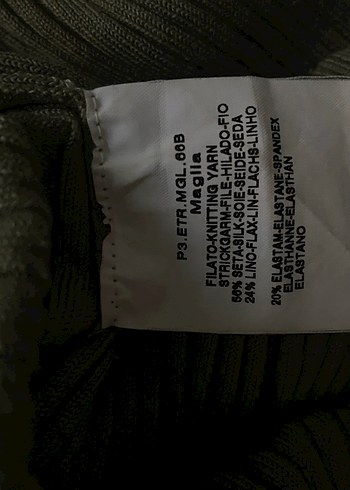 P3.ETR.MGL.66B
Maglia
FILATO-KNITTING YARN
STRICKGARM-FILE-HILADO-FIO
56% SETA-SILK-SOIE-SEIDE-SEDA
24% LINO-FLAX-LIN-FLACHS-LINHO
20% ELASTAM-ELASTANE-SPANDEX
ELASTHANNE-ELASTHAN
ELASTANO